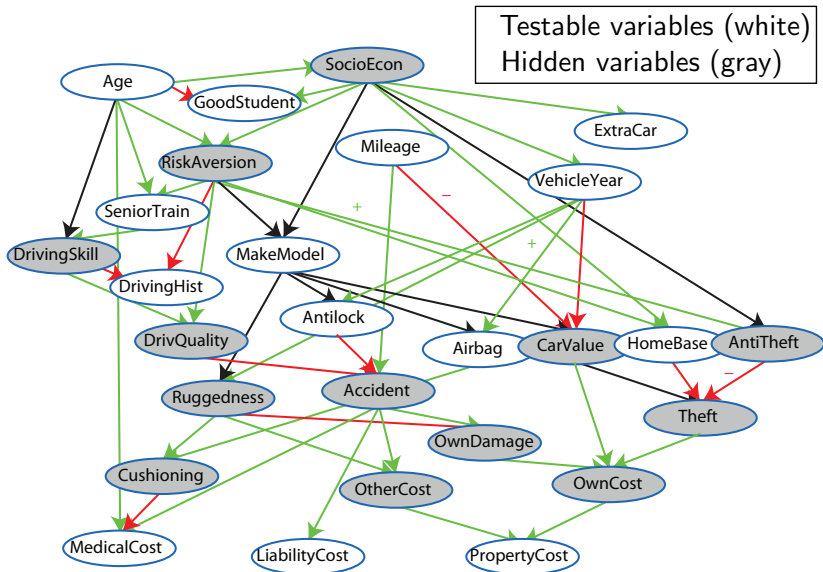 Testable variables (white)
Hidden variables (gray)
SocioEcon
Age
GoodStudent
ExtraCar
Mileage
RiskAversion
VehicleYear
−
+
SeniorTrain
+
DrivingSkill
MakeModel
DrivingHist
Antilock
DrivQuality
Airbag
CarValue
HomeBase
AntiTheft
−
Ruggedness
Accident
Theft
OwnDamage
Cushioning
OtherCost
OwnCost
MedicalCost
LiabilityCost
PropertyCost